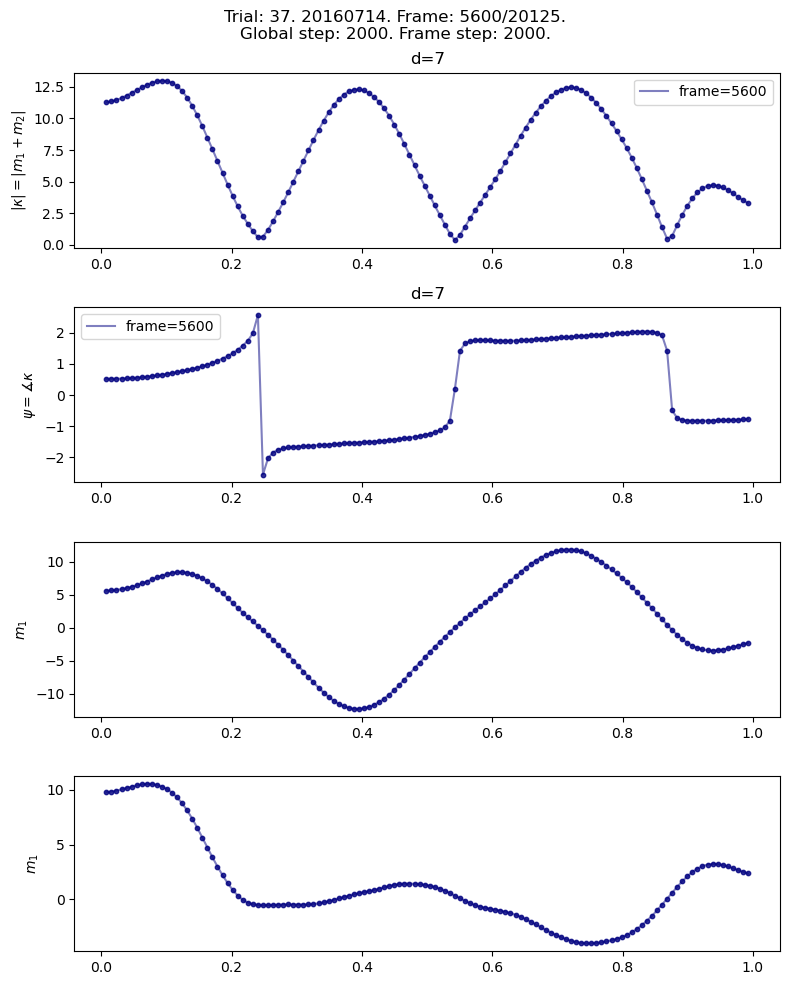 Trial: 37. 20160714. Frame: 5600/20125.
Global step: 2000. Frame step: 2000.
d=7
|κ| = |m₁ + m₂|
12.5
10.0
7.5
5.0
2.5
0.0
frame=5600
0.0 0.2 0.4 0.6 0.8 1.0
d=7
ψ = ∡κ
2
1
0
−1
−2
frame=5600
0.0 0.2 0.4 0.6 0.8 1.0
m₁
10
5
0
−5
−10
0.0 0.2 0.4 0.6 0.8 1.0
m₁
10
5
0
0.0 0.2 0.4 0.6 0.8 1.0